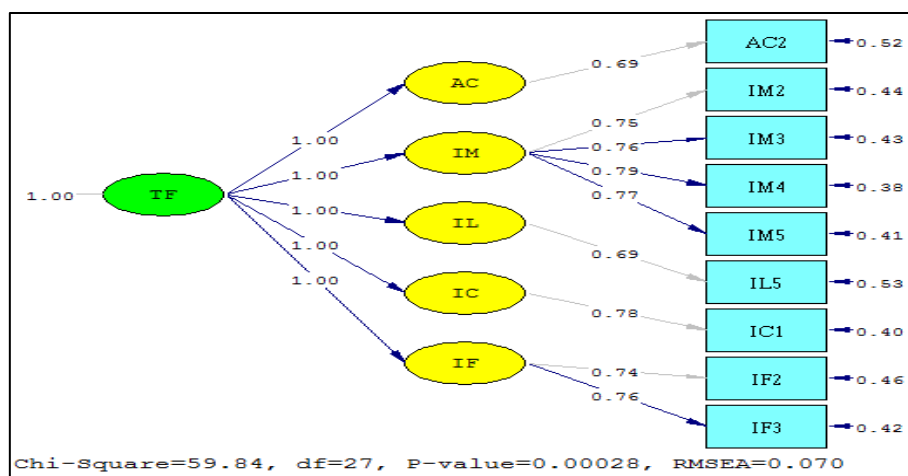 AC2
0.52
AC
0.69
IM2
0.44
0.75
1.00
IM
0.76
IM3
0.43
1.00
0.79
IM4
0.38
1.00
TF
0.77
1.00
IL
IM5
0.41
1.00
0.69
IL5
0.53
1.00
IC
0.78
IC1
0.40
IF
0.74
IF2
0.46
0.76
IF3
0.42
Chi-Square=59.84, df=27, P-value=0.00028, RMSEA=0.070